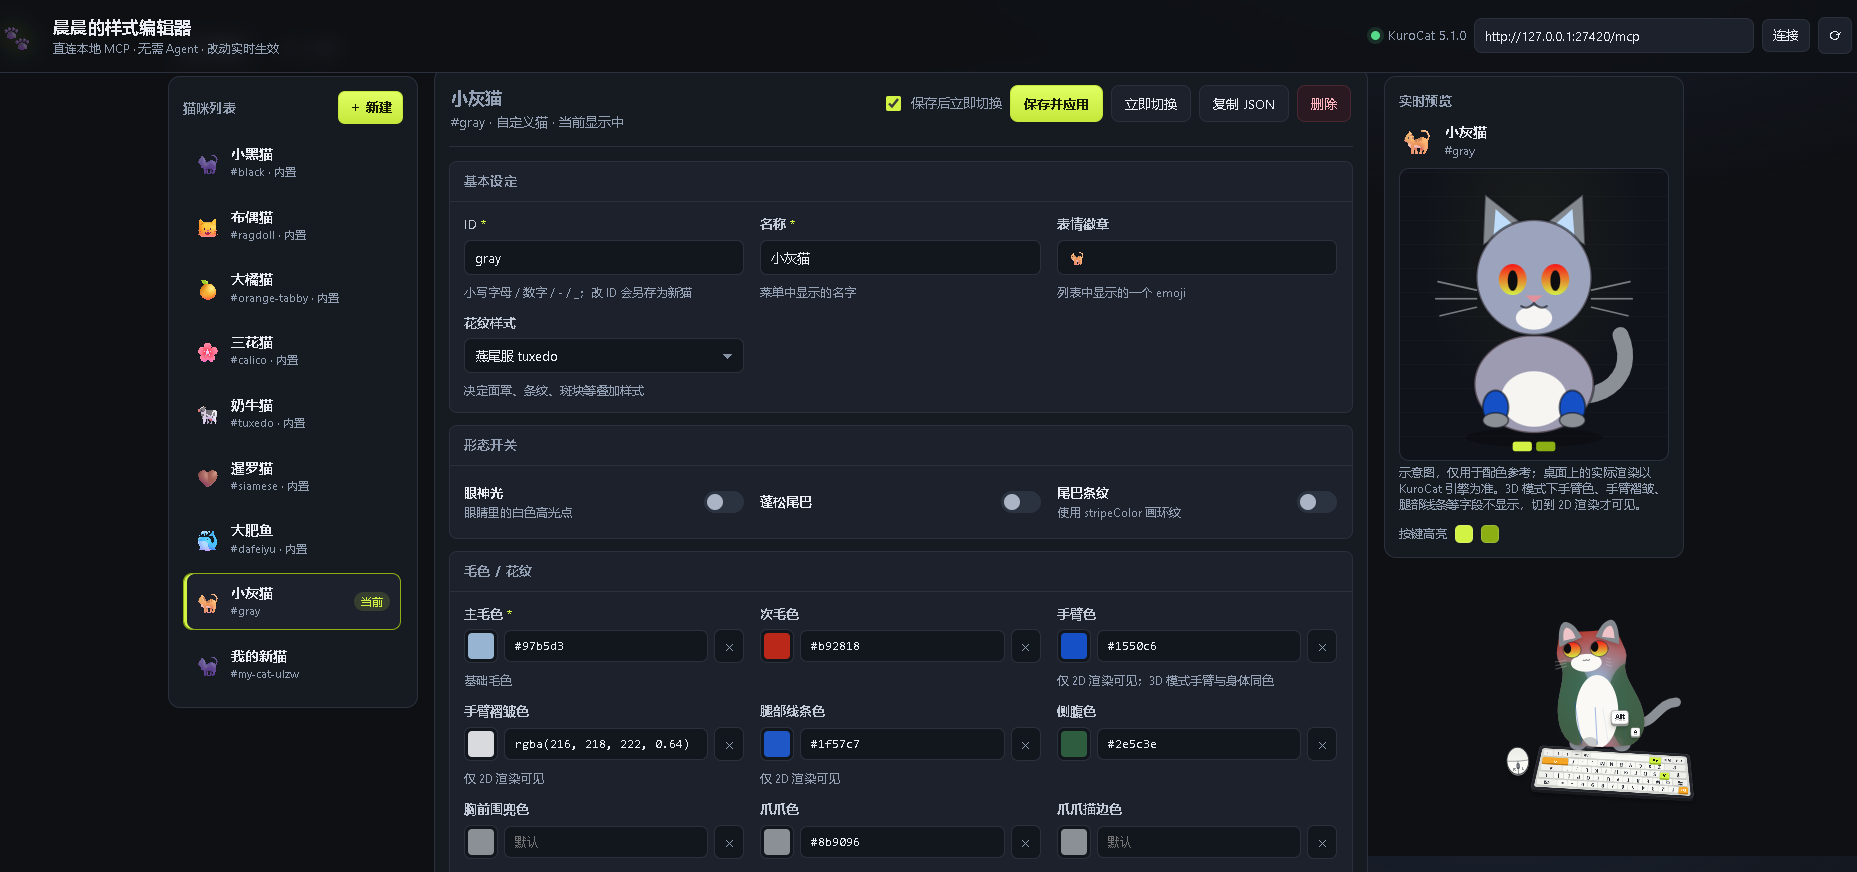 晨晨的样式编辑器
直连本地 MCP · 无需 Agent · 改动实时生效
KuroCat 5.1.0
http://127.0.0.1:27420/mcp
连接
猫咪列表
+ 新建
小黑猫
#black · 内置
布偶猫
#ragdoll · 内置
大橘猫
#orange-tabby · 内置
三花猫
#calico · 内置
奶牛猫
#tuxedo · 内置
暹罗猫
#siamese · 内置
大肥鱼
#dafeiyu · 内置
小灰猫
#gray
当前
我的新猫
#my-cat-ulzw
小灰猫
#gray · 自定义猫 · 当前显示中
保存后立即切换
保存并应用
立即切换
复制 JSON
删除
基本设定
ID *
名称 *
表情徽章
gray
小灰猫
小写字母 / 数字 / - / _；改 ID 会另存为新猫
菜单中显示的名字
列表中显示的一个 emoji
花纹样式
燕尾服 tuxedo
决定面罩、条纹、斑块等叠加样式
形态开关
眼神光
眼睛里的白色高光点
蓬松尾巴
尾巴条纹
使用 stripeColor 画环纹
毛色 / 花纹
主毛色 *
次毛色
手臂色
#97b5d3
#b92818
#1550c6
基础毛色
仅 2D 渲染可见；3D 模式手臂与身体同色
手臂褶皱色
腿部线条色
侧腹色
rgba(216, 218, 222, 0.64)
#1f57c7
#2e5c3e
仅 2D 渲染可见
仅 2D 渲染可见
胸前围兜色
爪爪色
爪爪描边色
默认
#8b9096
默认
实时预览
小灰猫
#gray
示意图，仅用于配色参考；桌面上的实际渲染以
KuroCat 引擎为准。3D 模式下手臂色、手臂褶皱、
腿部线条等字段不显示，切到 2D 渲染才可见。
按键高亮
Alt